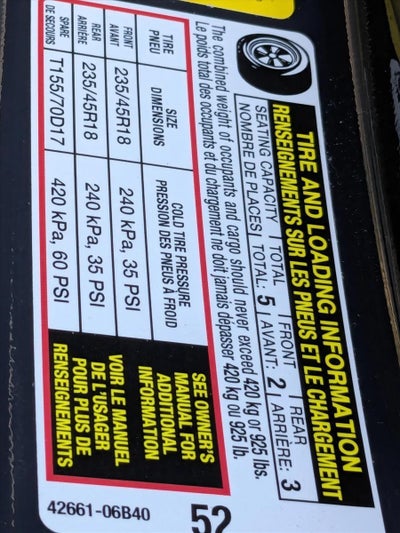 TIRE AND LOADING INFORMATION
RENSEIGNEMENTS SUR LES PNEUS ET LE CHARGEMENT
SEATING CAPACITY TOTAL FRONT REAR
NOMBRE DE PLACES TOTAL: 5 AVANT: 2 ARRIÈRE: 3
The combined weight of occupants and cargo should never exceed 420 kg or 925 lbs.
Le poids total des occupants et du chargement ne doit jamais dépasser 420 kg ou 925 lb.
TIRE SIZE COLD TIRE PRESSURE
PNEU DIMENSIONS PRESSION DES PNEUS À FROID
FRONT
AVANT 235/45R18 240 kPa, 35 PSI
REAR
ARRIÈRE 235/45R18 240 kPa, 35 PSI
SPARE
DE SECOURS T155/70D17 420 kPa, 60 PSI
SEE OWNER'S
MANUAL FOR
ADDITIONAL
INFORMATION
VOIR LE MANUEL
DE L'USAGER
POUR PLUS DE
RENSEIGNEMENTS
42661-06B40
52